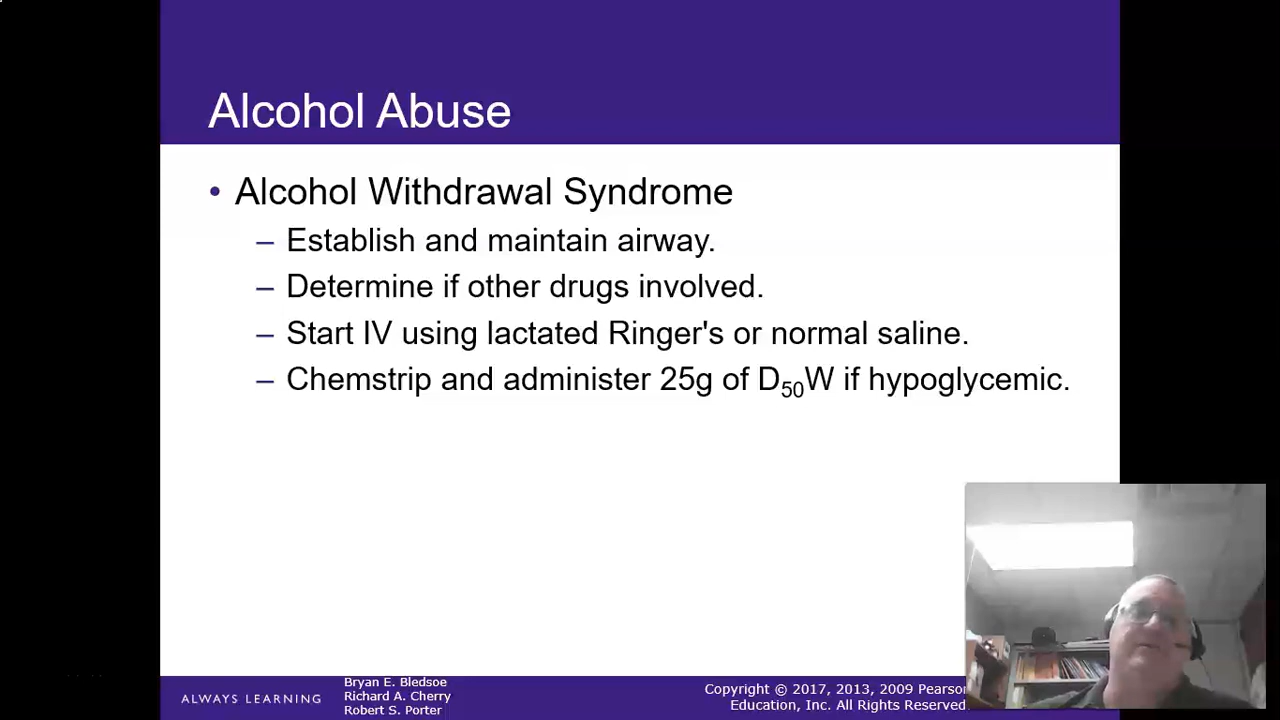 Alcohol Abuse
• Alcohol Withdrawal Syndrome
– Establish and maintain airway.
– Determine if other drugs involved.
– Start IV using lactated Ringer's or normal saline.
– Chemstrip and administer 25g of D50W if hypoglycemic.
ALWAYS LEARNING
Bryan E. Bledsoe
Richard A. Cherry
Robert S. Porter
Copyright © 2017, 2013, 2009 Pearson
Education, Inc. All Rights Reserved.